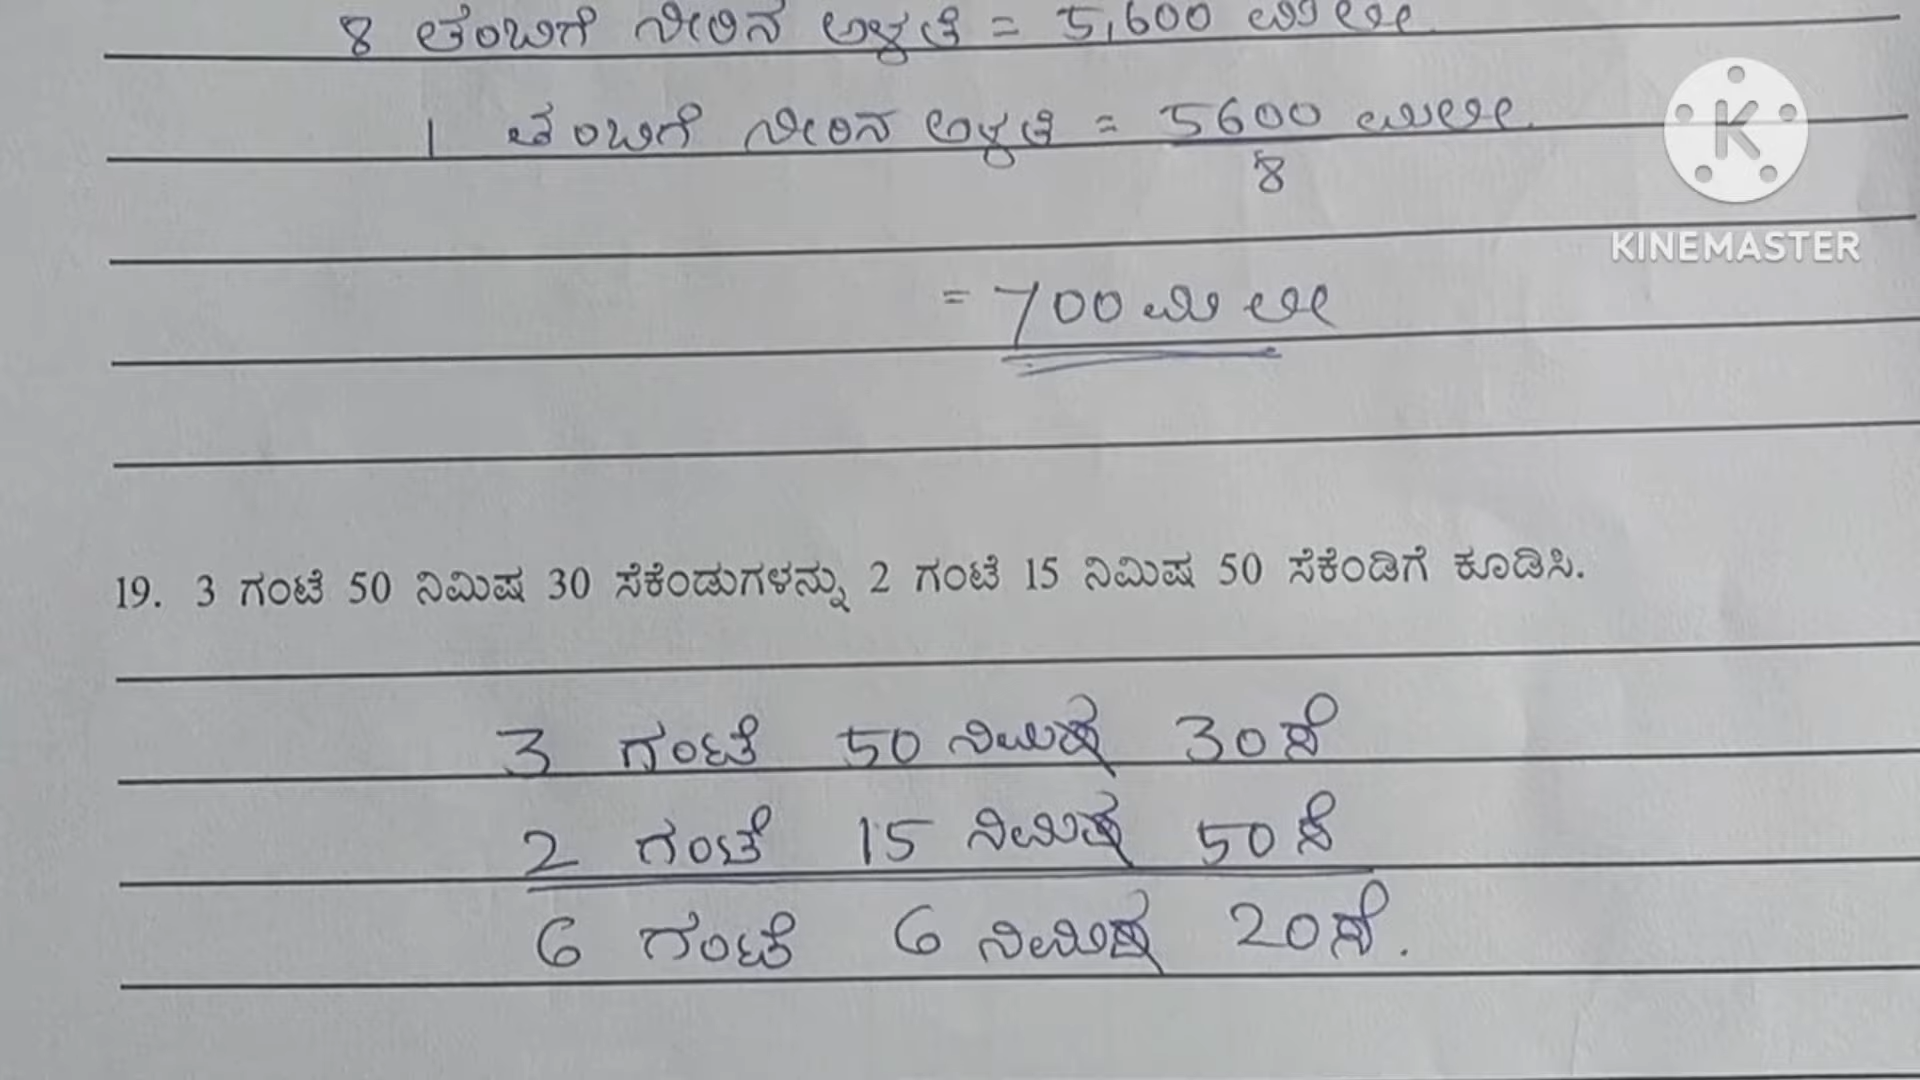 8 ಚಂಬಿಗೆ ನೀರಿನ ಅಳತೆ = 5,600 ಮಿ ಲೀ
1 ಚಂಬಿಗೆ ನೀರಿನ ಅಳತೆ = 5600 ಮಿಲೀ
8
= 700 ಮಿ ಲೀ
KINEMASTER
19. 3 ಗಂಟೆ 50 ನಿಮಿಷ 30 ಸೆಕೆಂಡುಗಳನ್ನು 2 ಗಂಟೆ 15 ನಿಮಿಷ 50 ಸೆಕೆಂಡಿಗೆ ಕೂಡಿಸಿ.
3 ಗಂಟೆ 50 ನಿಮಿಷ 30 ಸೆ
2 ಗಂಟೆ 15 ನಿಮಿಷ 50 ಸೆ
6 ಗಂಟೆ 6 ನಿಮಿಷ 20 ಸೆ.